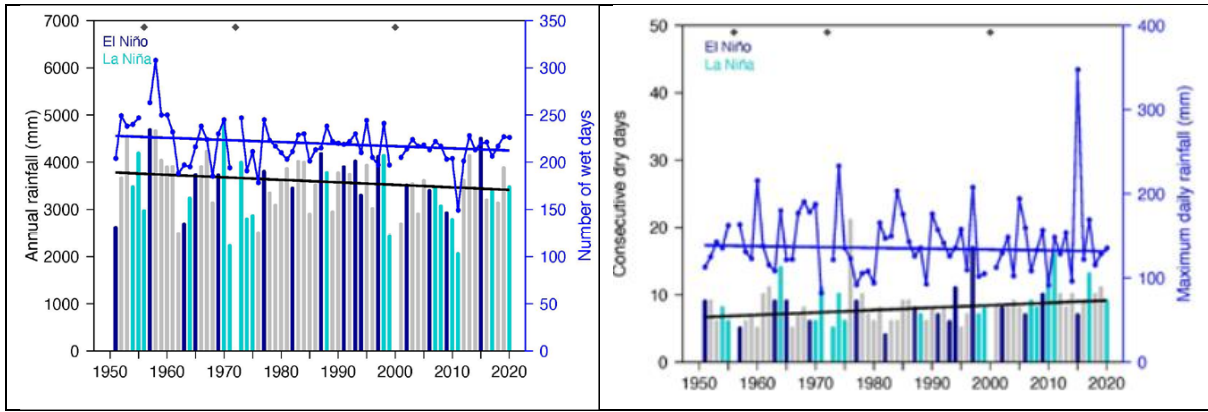 7000
6000
5000
4000
3000
2000
1000
0
Annual rainfall (mm)
El Niño
La Niña
350
300
250
200
150
100
50
0
Number of wet days
1950 1960 1970 1980 1990 2000 2010 2020
50
40
30
20
10
0
Consecutive dry days
El Niño
La Niña
400
300
200
100
0
Maximum daily rainfall (mm)
1950 1960 1970 1980 1990 2000 2010 2020